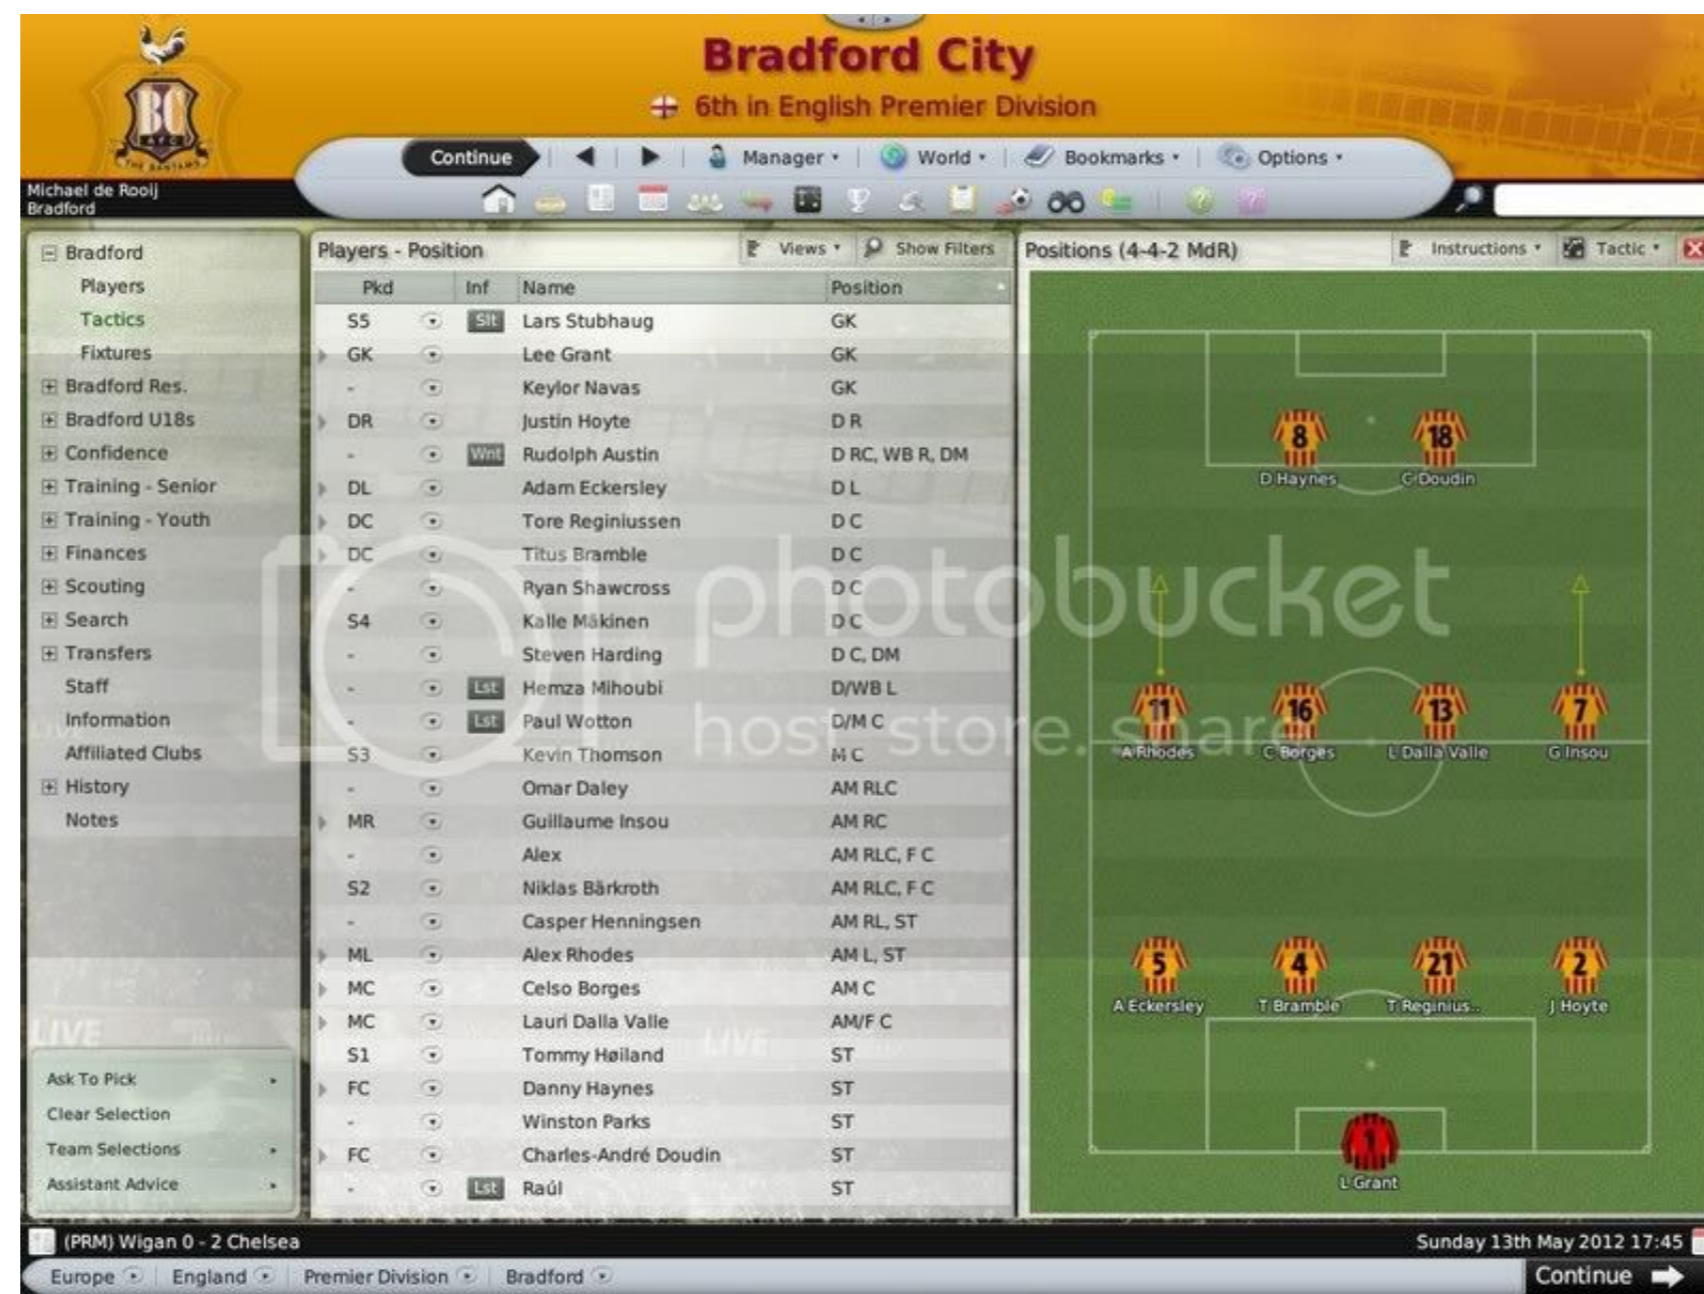 Bradford City
6th in English Premier Division
BC
AFC
THE BANTAMS
Continue Manager World Bookmarks Options
Michael de Rooij
Bradford
Bradford
Players
Tactics
Fixtures
Bradford Res.
Bradford U18s
Confidence
Training - Senior
Training - Youth
Finances
Scouting
Search
Transfers
Staff
Information
Affiliated Clubs
History
Notes
LIVE
Ask To Pick
Clear Selection
Team Selections
Assistant Advice
Players - Position Views Show Filters
Pkd Inf Name Position
S5 Slt Lars Stubhaug GK
GK Lee Grant GK
- Keylor Navas GK
DR Justin Hoyte D R
- Wnt Rudolph Austin D RC, WB R, DM
DL Adam Eckersley D L
DC Tore Reginiussen D C
DC Titus Bramble D C
- Ryan Shawcross D C
S4 Kalle Mäkinen D C
- Steven Harding D C, DM
- Lst Hemza Mihoubi D/WB L
- Lst Paul Wotton D/M C
S3 Kevin Thomson M C
- Omar Daley AM RLC
MR Guillaume Insou AM RC
- Alex AM RLC, F C
S2 Niklas Bärkroth AM RLC, F C
- Casper Henningsen AM RL, ST
ML Alex Rhodes AM L, ST
MC Celso Borges AM C
MC Lauri Dalla Valle AM/F C
S1 Tommy Høiland ST
FC Danny Haynes ST
- Winston Parks ST
FC Charles-André Doudin ST
- Lst Raúl ST
LIVE
Positions (4-4-2 MdR) Instructions Tactic
8 18
D Haynes C Doudin
11 16 13 7
A Rhodes C Borges L Dalla Valle G Insou
5 4 21 2
A Eckersley T Bramble T Reginius... J Hoyte
1
L Grant
photobucket
host. store. share.
(PRM) Wigan 0 - 2 Chelsea Sunday 13th May 2012 17:45
Europe England Premier Division Bradford Continue